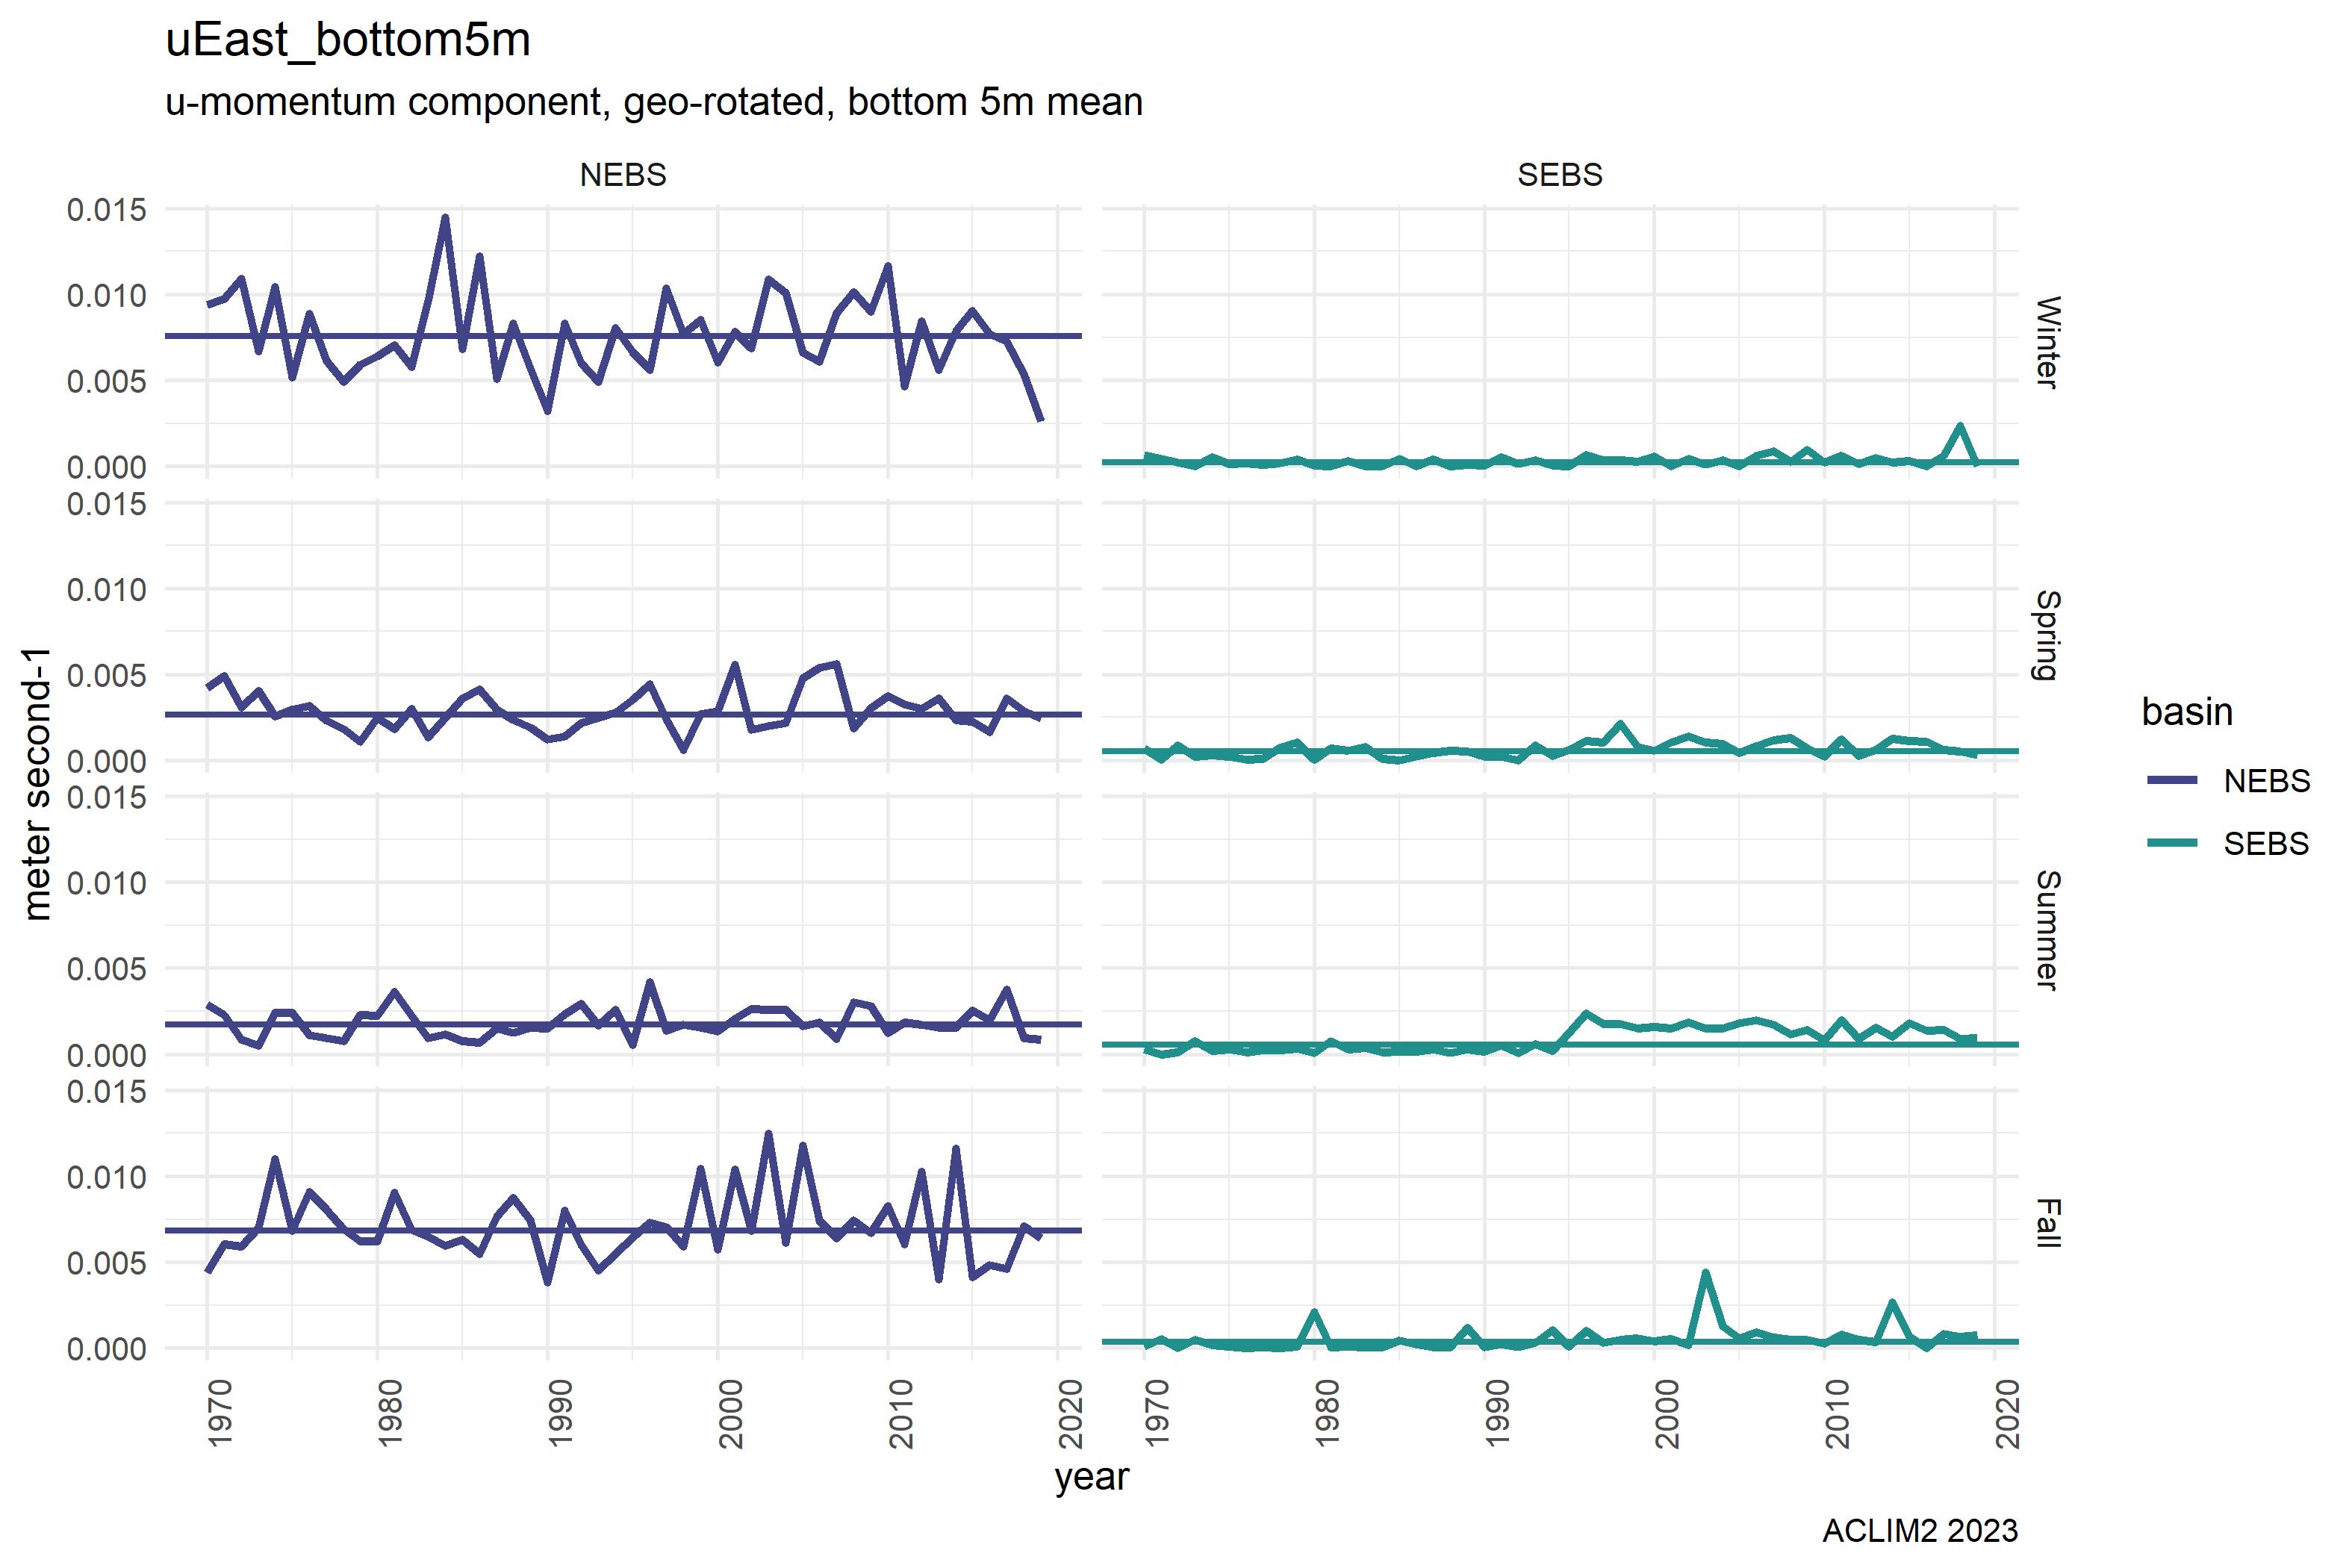 uEast_bottom5m
u-momentum component, geo-rotated, bottom 5m mean
NEBS
SEBS
0.015
0.010
0.005
0.000
Winter
0.015
0.010
0.005
0.000
Spring
0.015
0.010
0.005
0.000
Summer
0.015
0.010
0.005
0.000
Fall
meter second-1
1970
1980
1990
2000
2010
2020
1970
1980
1990
2000
2010
2020
year
basin
NEBS
SEBS
ACLIM2 2023